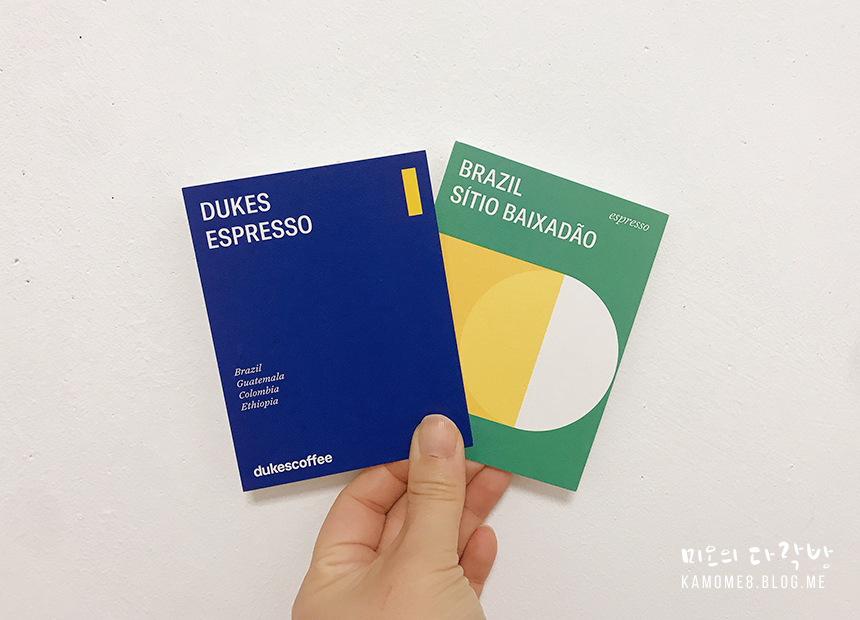 DUKES
ESPRESSO
Brazil
Guatemala
Colombia
Ethiopia
dukescoffee
BRAZIL
SÍTIO BAIXADÃO
espresso
미오의 다락방
KAMOME8.BLOG.ME